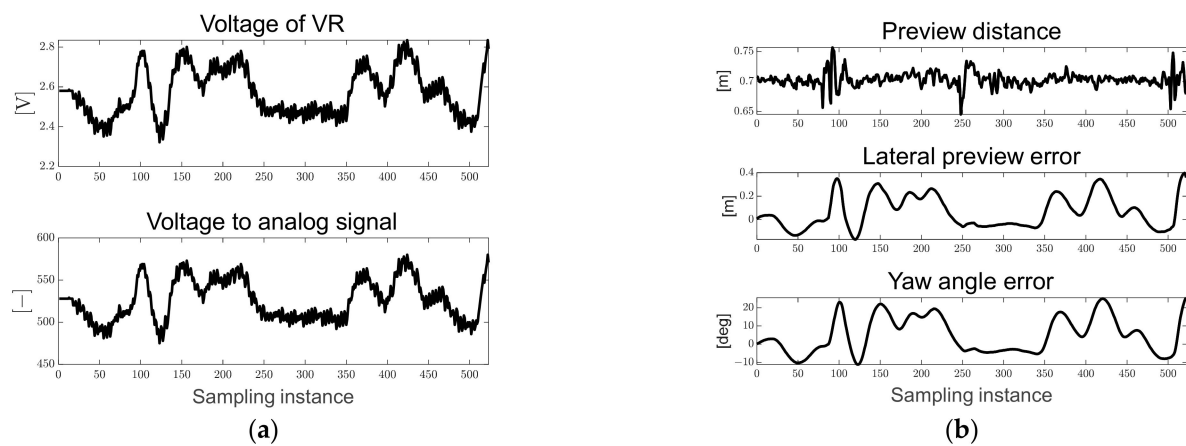 Voltage of VR
[V]
2.8
2.6
2.4
2.2
0 50 100 150 200 250 300 350 400 450 500
Voltage to analog signal
[−]
600
550
500
450
0 50 100 150 200 250 300 350 400 450 500
Sampling instance
(a)
Preview distance
[m]
0.75
0.7
0.65
0 50 100 150 200 250 300 350 400 450 500
Lateral preview error
[m]
0.4
0.2
0
0 50 100 150 200 250 300 350 400 450 500
Yaw angle error
[deg]
20
10
0
−10
0 50 100 150 200 250 300 350 400 450 500
Sampling instance
(b)